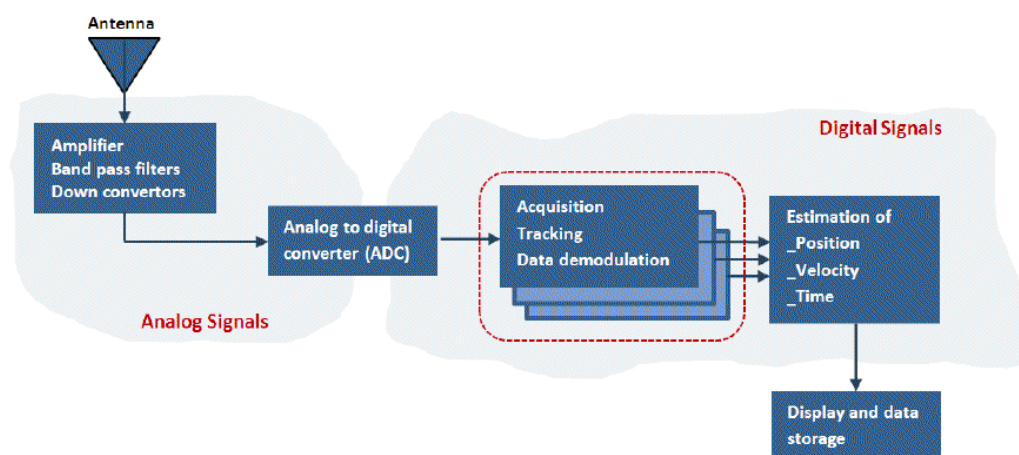 Antenna
Amplifier
Band pass filters
Down convertors
Analog Signals
Analog to digital
converter (ADC)
Digital Signals
Acquisition
Tracking
Data demodulation
Estimation of
_Position
_Velocity
_Time
Display and data
storage